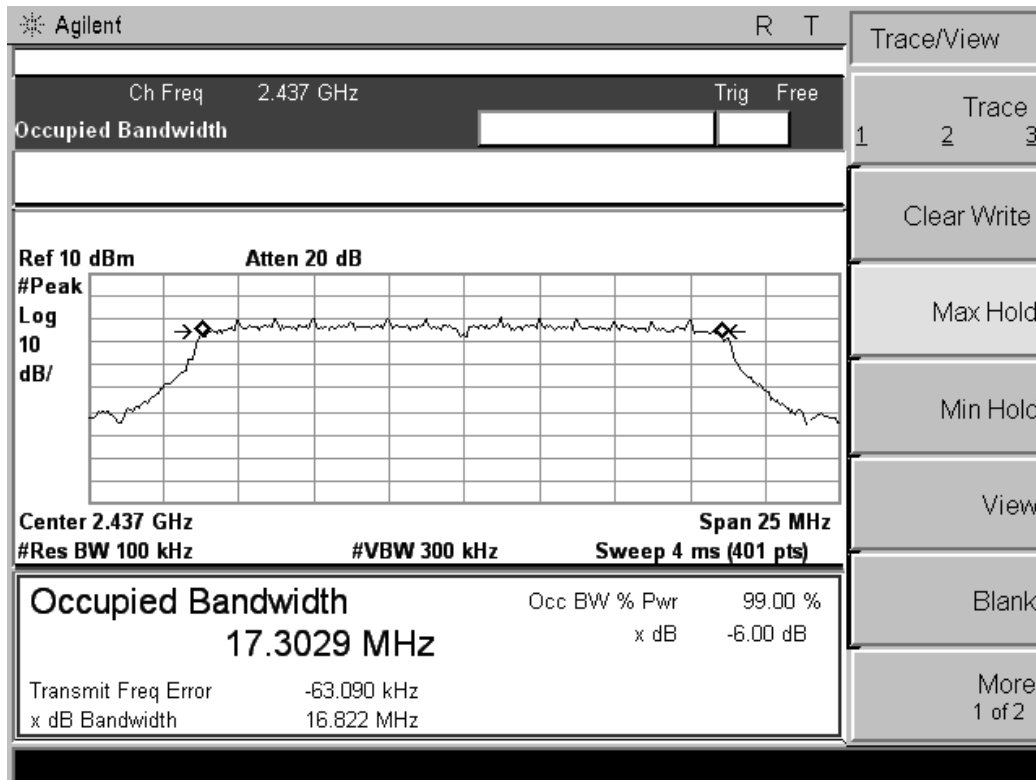 Agilent R T
Trace/View
Ch Freq 2.437 GHz Trig Free
Occupied Bandwidth
Trace
1 2 3
Clear Write
Ref 10 dBm Atten 20 dB
#Peak
Log
10
dB/
Max Hold
Min Hold
View
Center 2.437 GHz Span 25 MHz
#Res BW 100 kHz #VBW 300 kHz Sweep 4 ms (401 pts)
Occupied Bandwidth
17.3029 MHz
Occ BW % Pwr 99.00 %
x dB -6.00 dB
Transmit Freq Error -63.090 kHz
x dB Bandwidth 16.822 MHz
Blank
More
1 of 2